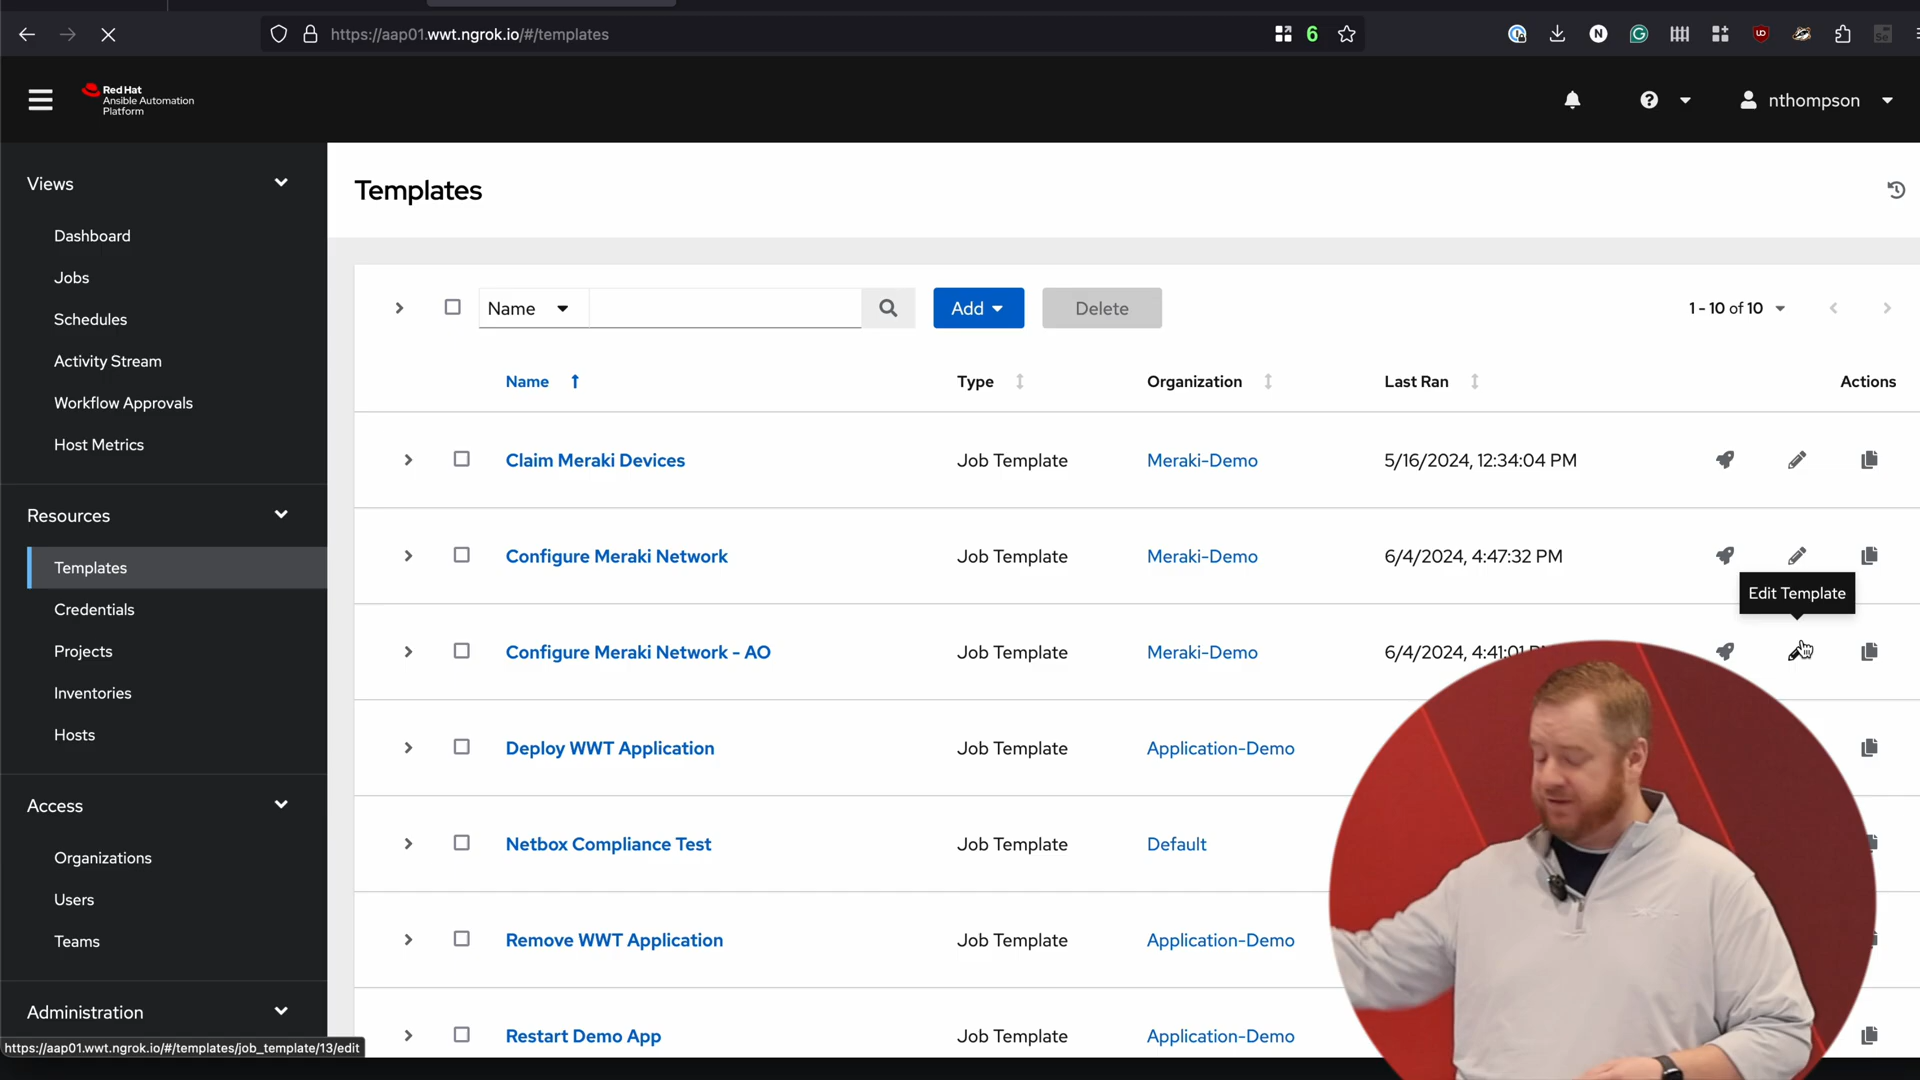 https://aap01.wwt.ngrok.io/#/templates
6
Red Hat
Ansible Automation
Platform
nthompson
Views
Dashboard
Jobs
Schedules
Activity Stream
Workflow Approvals
Host Metrics
Resources
Templates
Credentials
Projects
Inventories
Hosts
Access
Organizations
Users
Teams
Administration
https://aap01.wwt.ngrok.io/#/templates/job_template/13/edit
Templates
Name Add Delete 1 - 10 of 10
Name Type Organization Last Ran Actions
Claim Meraki Devices Job Template Meraki-Demo 5/16/2024, 12:34:04 PM
Configure Meraki Network Job Template Meraki-Demo 6/4/2024, 4:47:32 PM
Edit Template
Configure Meraki Network - AO Job Template Meraki-Demo 6/4/2024, 4:41:01
Deploy WWT Application Job Template Application-Demo
Netbox Compliance Test Job Template Default
Remove WWT Application Job Template Application-Demo
Restart Demo App Job Template Application-Demo